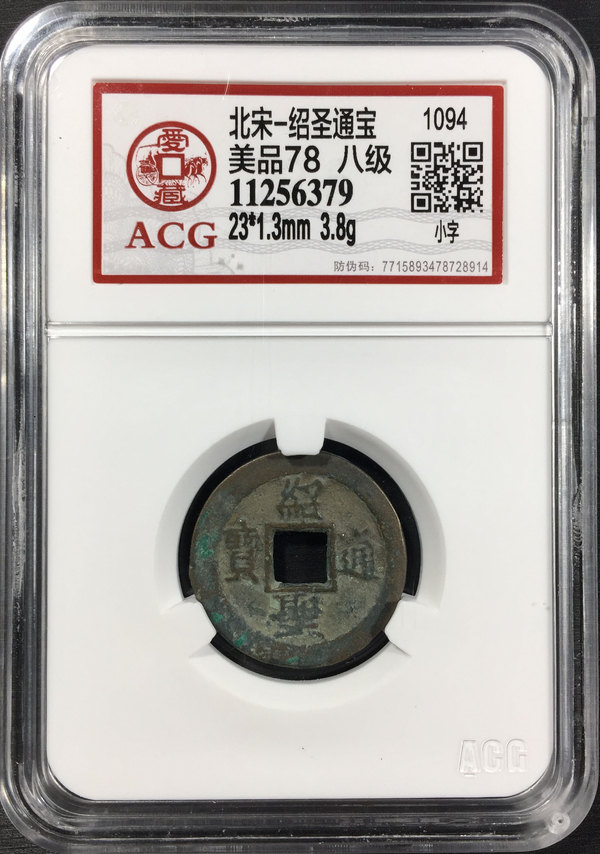 愛藏
ACG
北宋-绍圣通宝
1094
美品78 八级
11256379
23*1.3mm 3.8g
小字
防伪码：7715893478728914
紹聖通寶
ACG